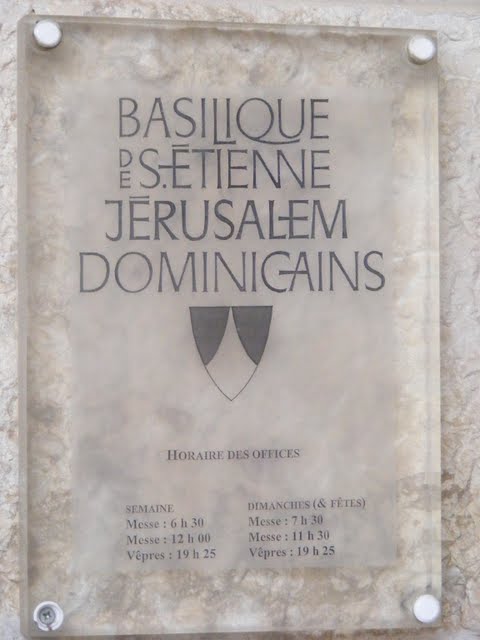 BASILIQUE
DE S.ÉTIENNE
JÉRUSALEM
DOMINICAINS
HORAIRE DES OFFICES
SEMAINE
Messe : 6 h 30
Messe : 12 h 00
Vêpres : 19 h 25
DIMANCHES (& FÊTES)
Messe : 7 h 30
Messe : 11 h 30
Vêpres : 19 h 25